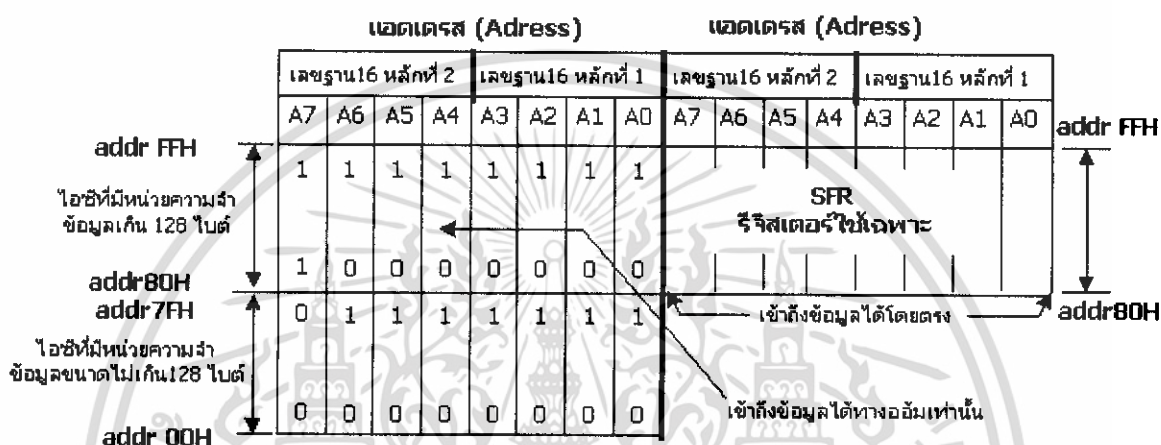 แอดเดรส (Adress) แอดเดรส (Adress)
เลขฐาน16 หลักที่ 2 เลขฐาน16 หลักที่ 1 เลขฐาน16 หลักที่ 2 เลขฐาน16 หลักที่ 1
A7 A6 A5 A4 A3 A2 A1 A0 A7 A6 A5 A4 A3 A2 A1 A0
addr FFH addr FFH
1 1 1 1 1 1 1 1
ไอซีที่มีหน่วยความจำ
ข้อมูลเกิน 128 ไบต์
SFR
รีจิสเตอร์ใช้เฉพาะ
1 0 0 0 0 0 0 0
addr80H
addr7FH
0 1 1 1 1 1 1 1
เข้าถึงข้อมูลได้โดยตรง
addr80H
ไอซีที่มีหน่วยความจำ
ข้อมูลขนาดไม่เกิน128 ไบต์
เข้าถึงข้อมูลได้ทางออ้มเท่านั้น
0 0 0 0 0 0 0 0
addr 00H